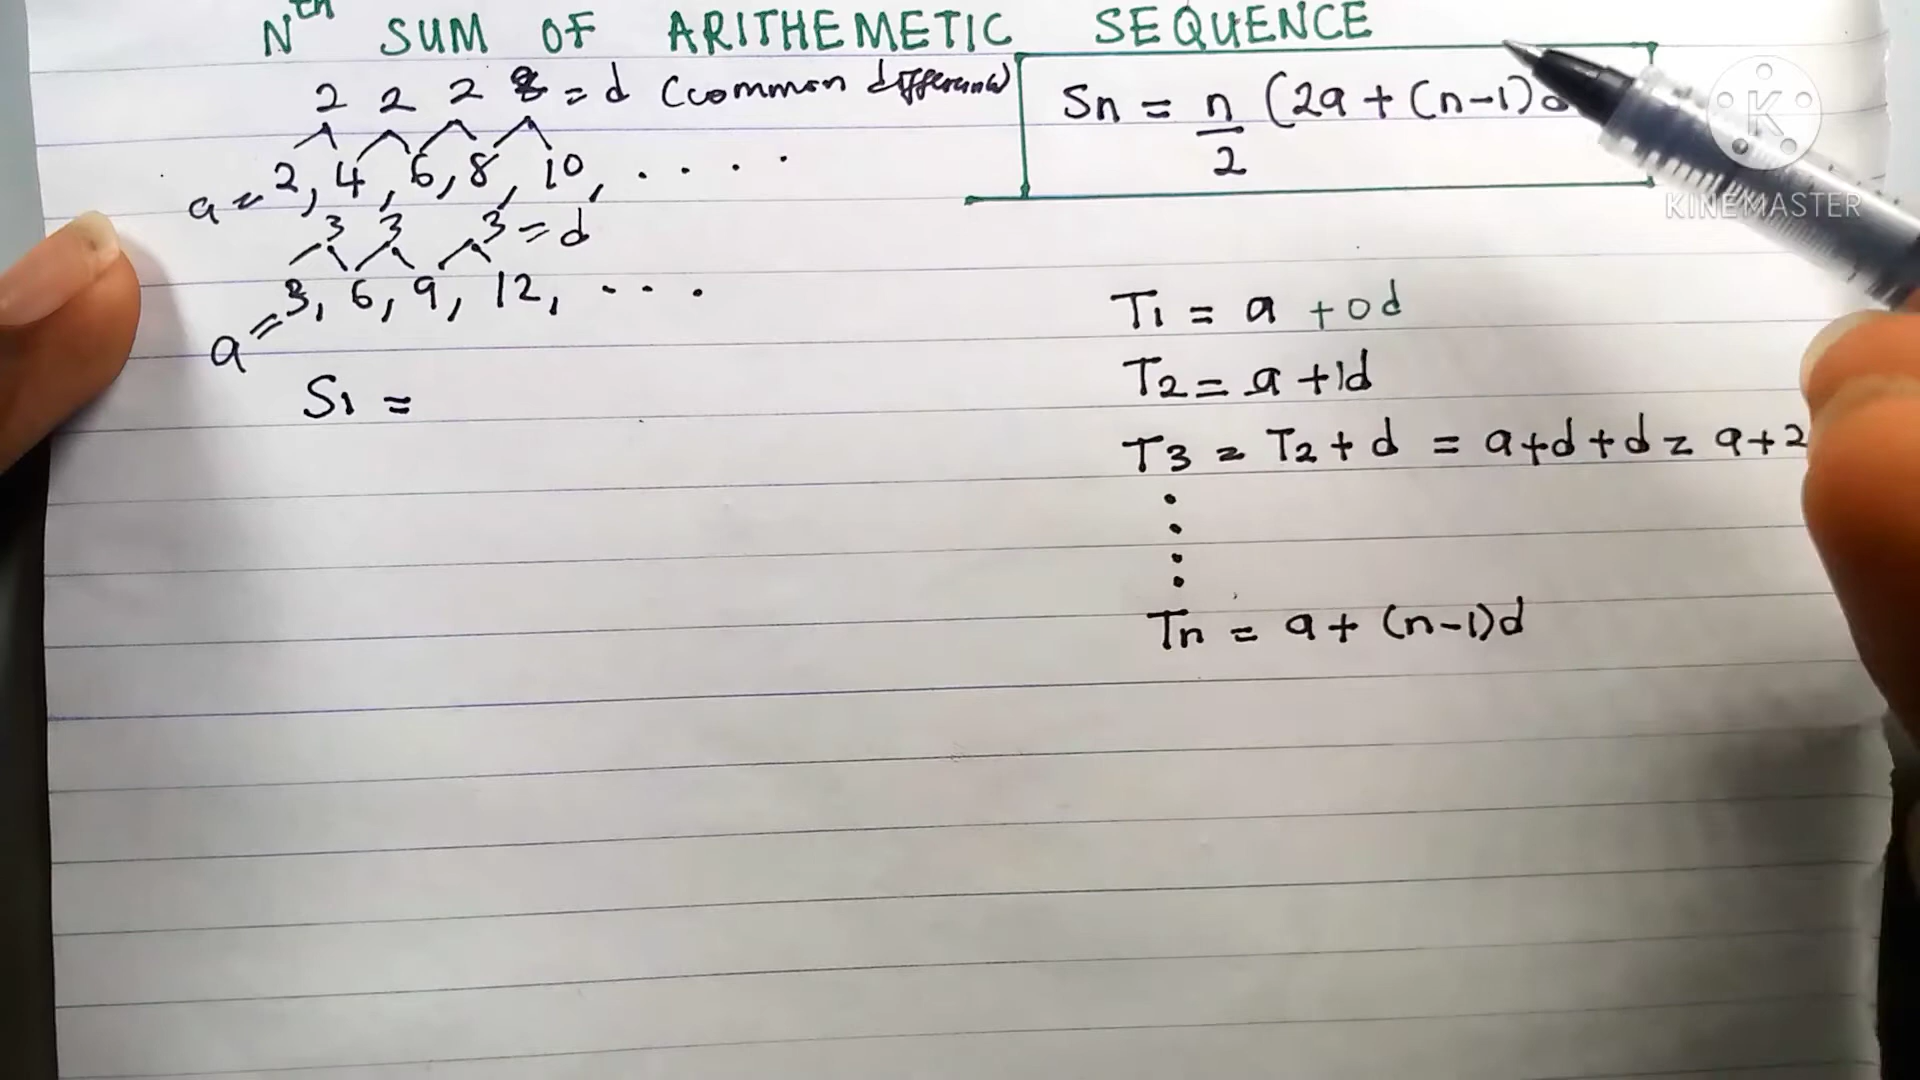 Nth SUM OF ARITHEMETIC SEQUENCE
2 2 2 2 = d (common difference)
a = 2, 4, 6, 8, 10, . . . .
3 3 3 = d
a = 3, 6, 9, 12, . . .
S1 =
Sn = n/2 (2a + (n-1)d
T1 = a + 0d
T2 = a + 1d
T3 = T2 + d = a+d+d = a+2
Tn = a + (n-1)d
K
KINEMASTER